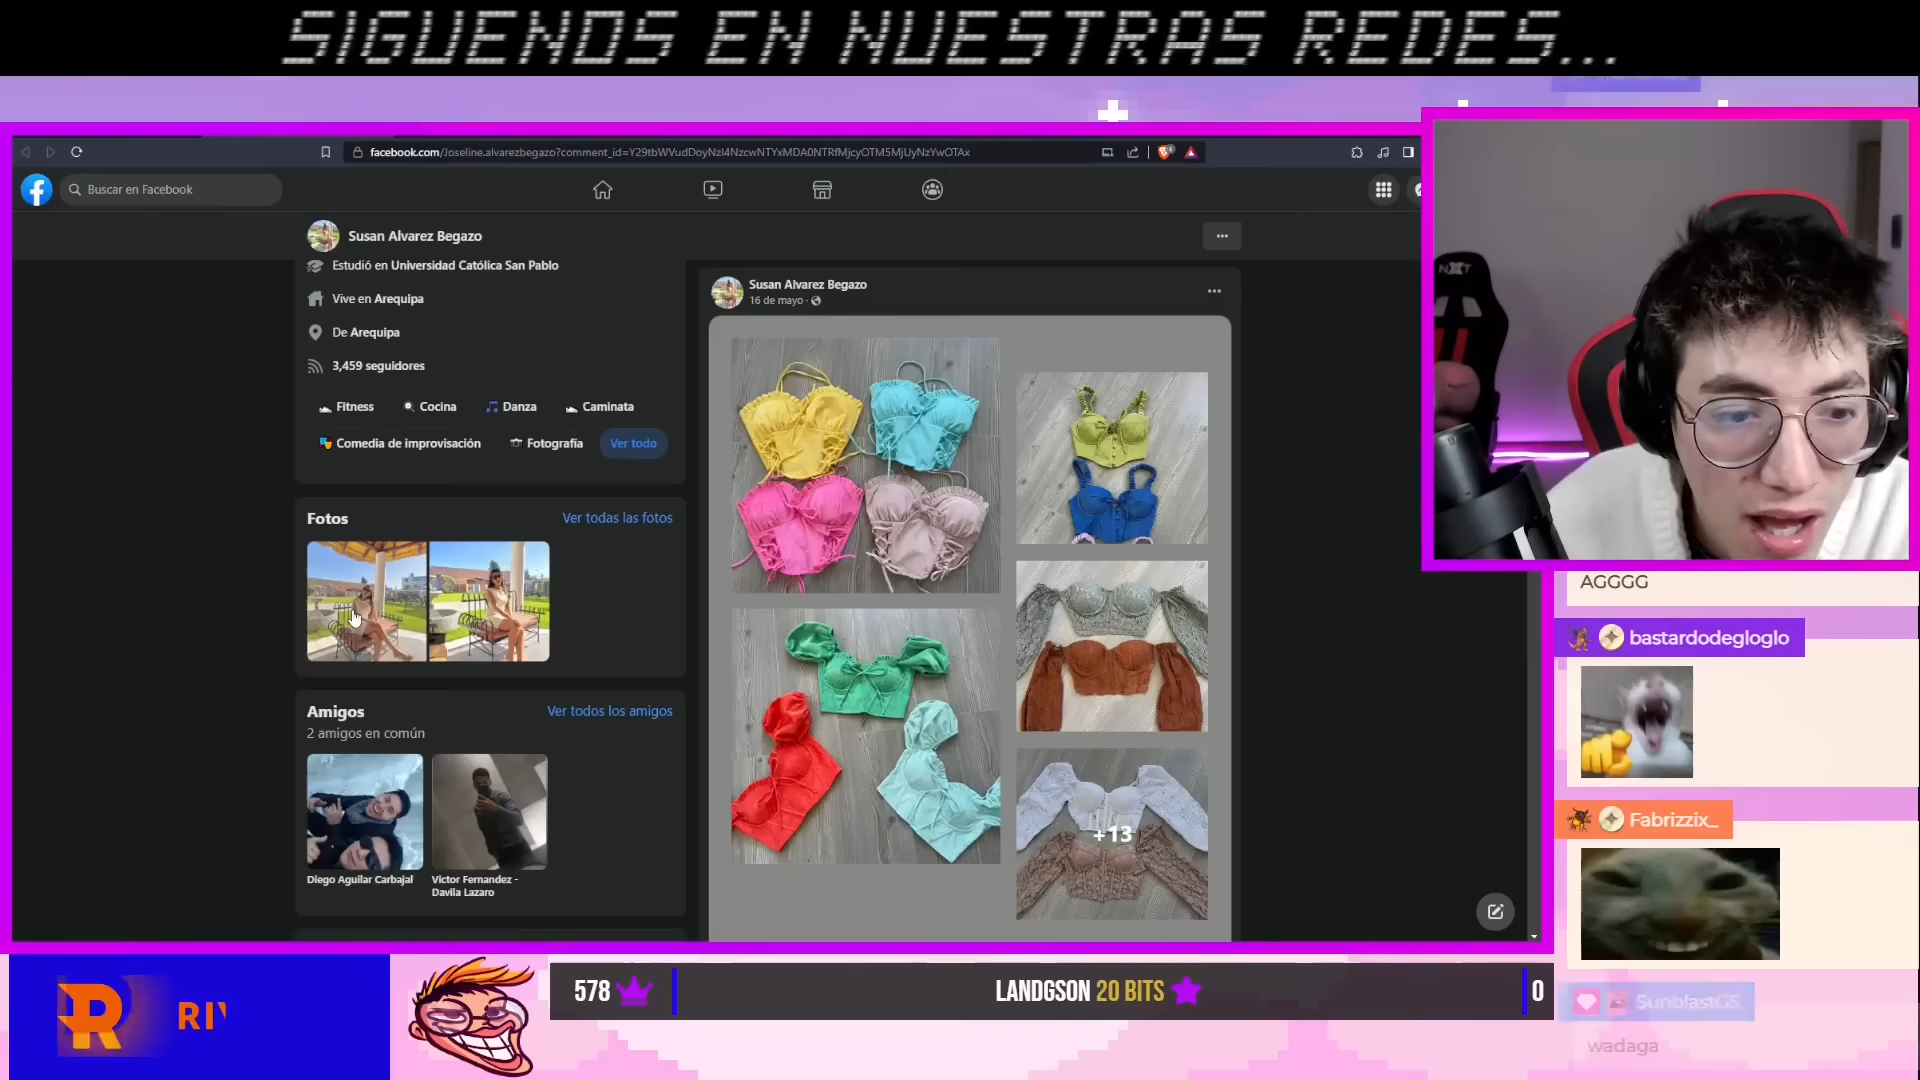 SIGUENOS EN NUESTRAS REDES...
facebook.com/Joseline.alvarezbegazo?comment_id=Y29tbWVudDoyNzI4NzcwNTYxMDA0NTRfMjcyOTM5MjUyNzYwOTAx
Buscar en Facebook
Susan Alvarez Begazo
Estudió en Universidad Católica San Pablo
Vive en Arequipa
De Arequipa
3,459 seguidores
Fitness
Cocina
Danza
Caminata
Comedia de improvisación
Fotografía
Ver todo
Fotos
Ver todas las fotos
Amigos
Ver todos los amigos
2 amigos en común
Diego Aguilar Carbajal
Victor Fernandez -
Davila Lazaro
Susan Alvarez Begazo
16 de mayo
+13
NXT
AGGGG
bastardodegloglo
Fabrizzix_
SunblastGS
wadaga
R RIV
578
LANDGSON 20 BITS
0